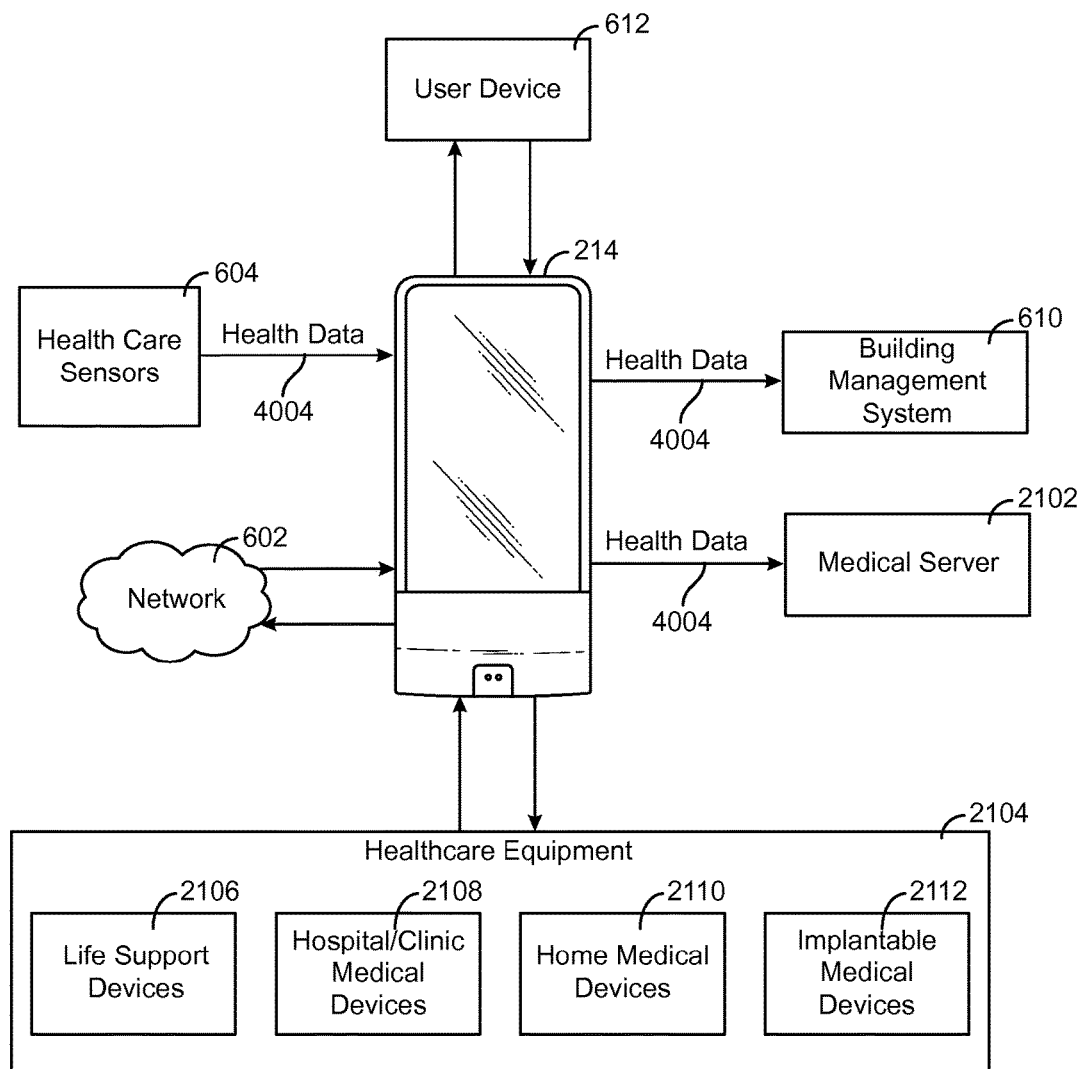 612
User Device
214
604
Health Care
Sensors
Health Data
4004
610
Building
Management
System
Health Data
4004
602
Network
2102
Medical Server
Health Data
4004
2104
Healthcare Equipment
2106
Life Support
Devices
2108
Hospital/Clinic
Medical
Devices
2110
Home Medical
Devices
2112
Implantable
Medical
Devices